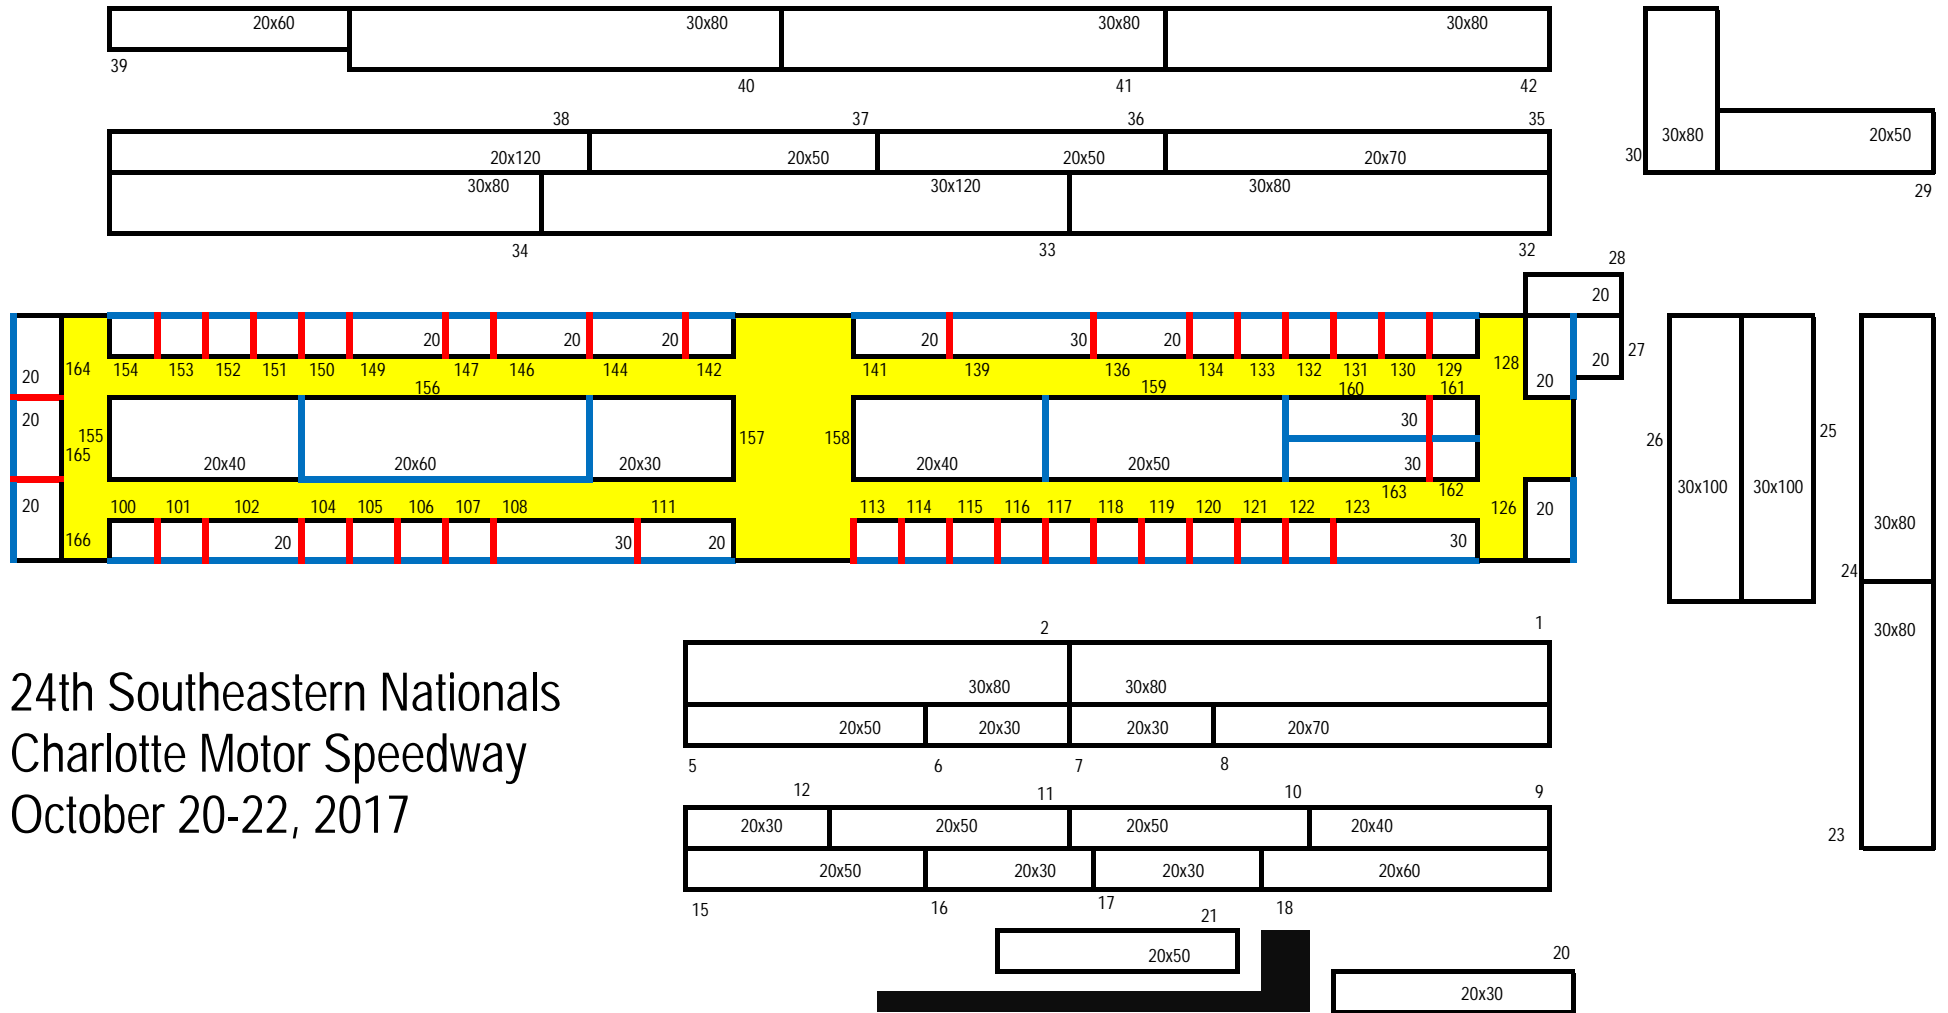 20x60 30x80 30x80 30x80
39 40 41 42
38 37 36 35
20x120 20x50 20x50 20x70
30x80 30x120 30x80
34 33 32
30x80 20x50
30 29
28
20
20 27
20
20 20 20 20 30 20
164 154 153 152 151 150 149 147 146 144 142 141 139 136 134 133 132 131 130 129 128
156 159 160 161
20
20
155
165
157 158
30
30
20x40 20x60 20x30 20x40 20x50
163 162
20
100 101 102 104 105 106 107 108 111 113 114 115 116 117 118 119 120 121 122 123 126
20
166
20 30 20 30
26 25
30x100 30x100
30x80
24
30x80
23
2 1
30x80 30x80
20x50 20x30 20x30 20x70
5 6 7 8
24th Southeastern Nationals
Charlotte Motor Speedway
October 20-22, 2017
12 11 10 9
20x30 20x50 20x50 20x40
20x50 20x30 20x30 20x60
15 16 17 18
21
20x50
20
20x30